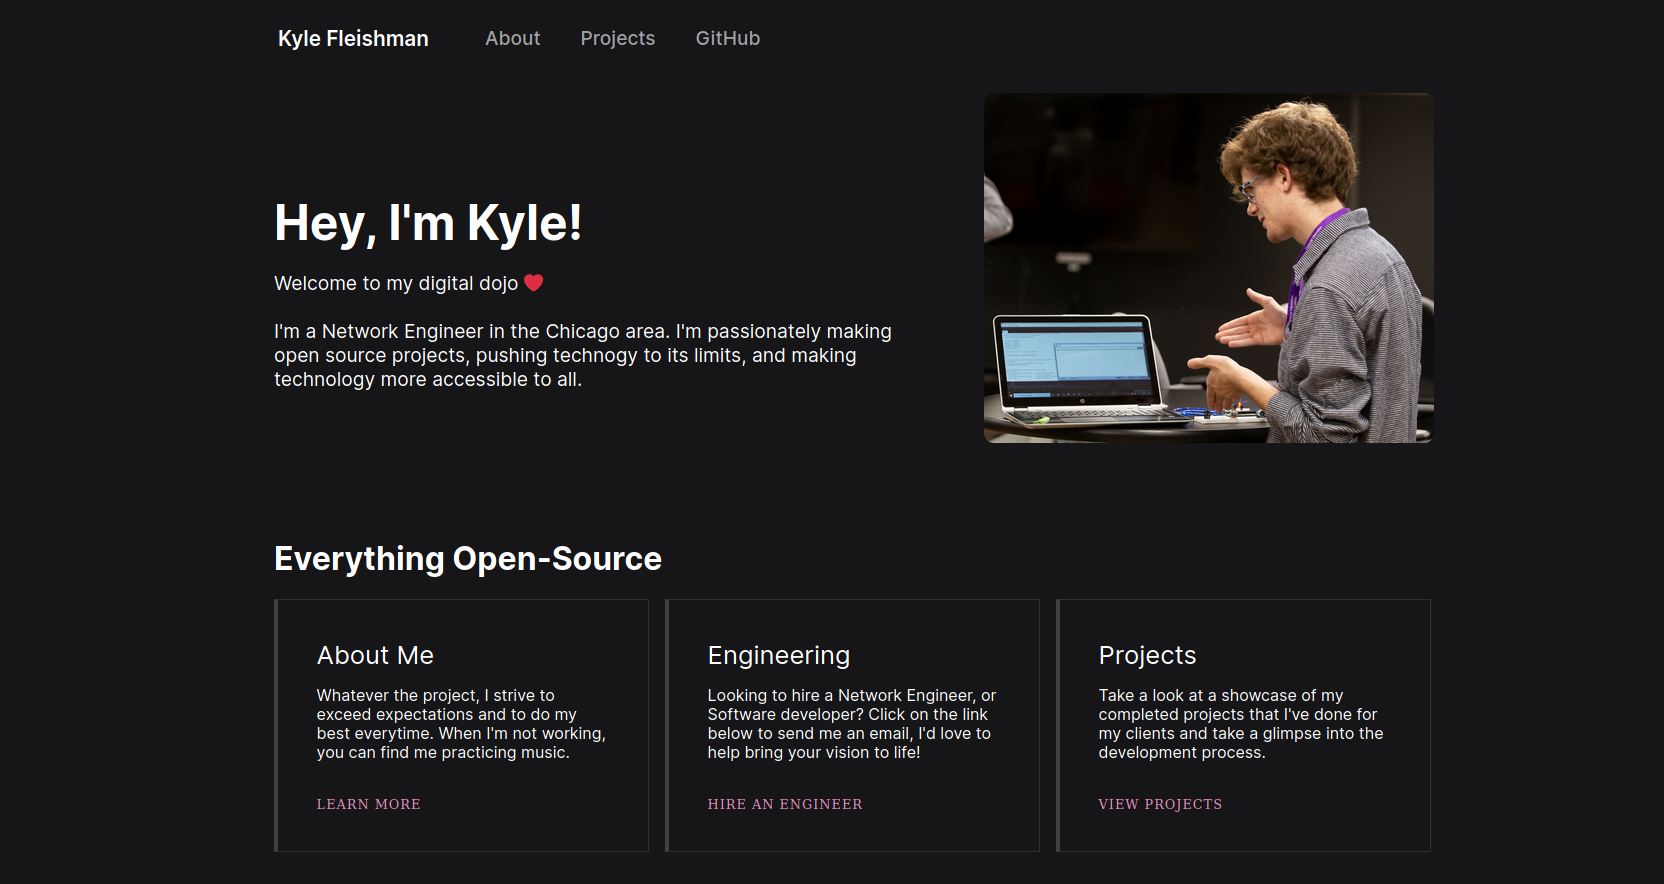 Kyle Fleishman About Projects GitHub
Hey, I'm Kyle!
Welcome to my digital dojo ❤️
I'm a Network Engineer in the Chicago area. I'm passionately making
open source projects, pushing technogy to its limits, and making
technology more accessible to all.
Everything Open-Source
About Me
Whatever the project, I strive to
exceed expectations and to do my
best everytime. When I'm not working,
you can find me practicing music.
LEARN MORE
Engineering
Looking to hire a Network Engineer, or
Software developer? Click on the link
below to send me an email, I'd love to
help bring your vision to life!
HIRE AN ENGINEER
Projects
Take a look at a showcase of my
completed projects that I've done for
my clients and take a glimpse into the
development process.
VIEW PROJECTS